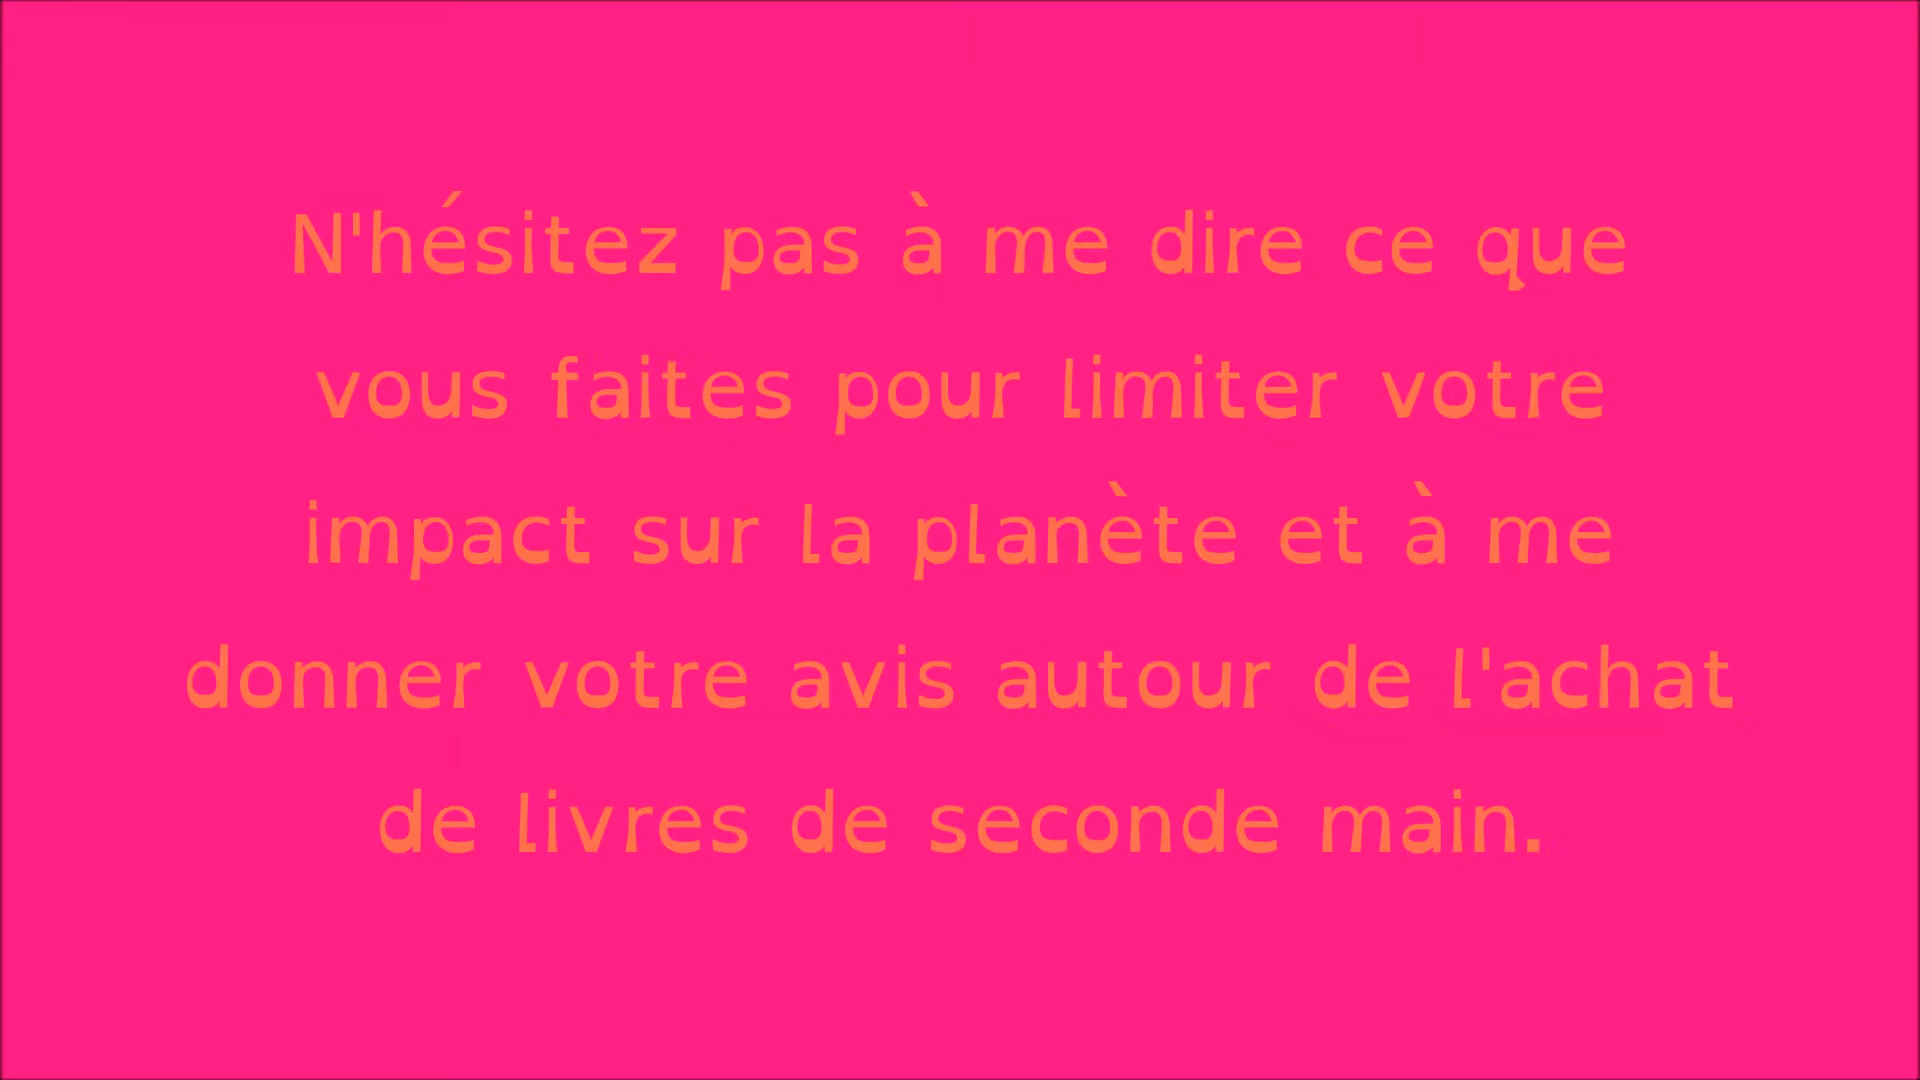 N'hésitez pas à me dire ce que
vous faites pour limiter votre
impact sur la planète et à me
donner votre avis autour de l'achat
de livres de seconde main.